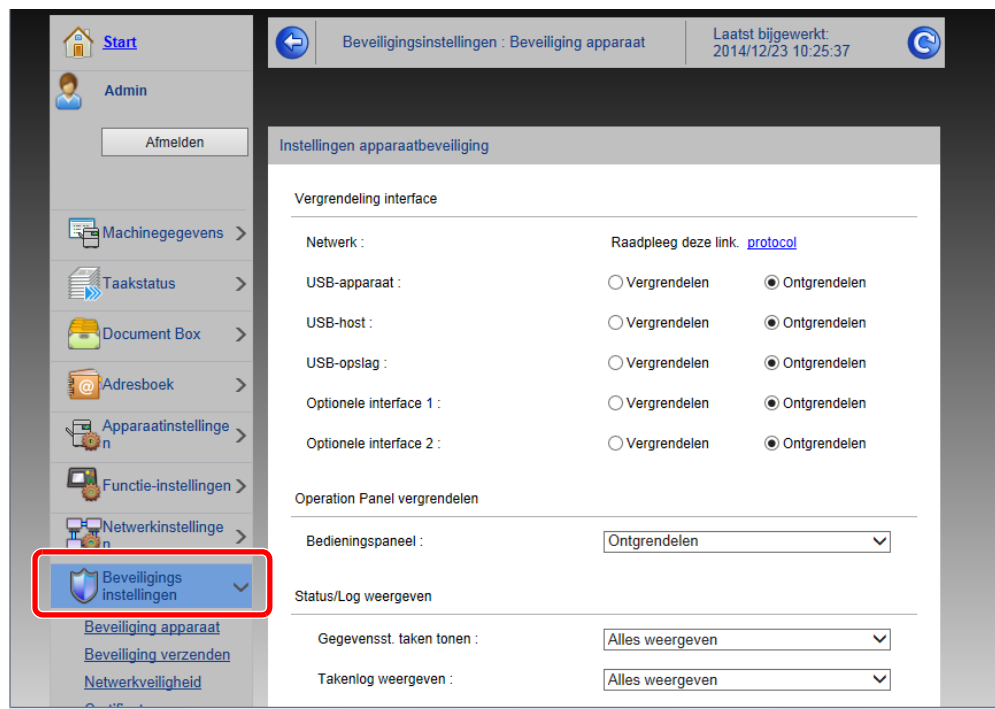 Start
Admin
Afmelden
Machinegegevens
Taakstatus
Document Box
Adresboek
Apparaatinstellinge
n
Functie-instellingen
Netwerkinstellinge
n
Beveiligings
instellingen
Beveiliging apparaat
Beveiliging verzenden
Netwerkveiligheid
Beveiligingsinstellingen : Beveiliging apparaat
Laatst bijgewerkt:
2014/12/23 10:25:37
Instellingen apparaatbeveiliging
Vergrendeling interface
Netwerk : Raadpleeg deze link. protocol
USB-apparaat : Vergrendelen Ontgrendelen
USB-host : Vergrendelen Ontgrendelen
USB-opslag : Vergrendelen Ontgrendelen
Optionele interface 1 : Vergrendelen Ontgrendelen
Optionele interface 2 : Vergrendelen Ontgrendelen
Operation Panel vergrendelen
Bedieningspaneel : Ontgrendelen
Status/Log weergeven
Gegevensst. taken tonen : Alles weergeven
Takenlog weergeven : Alles weergeven